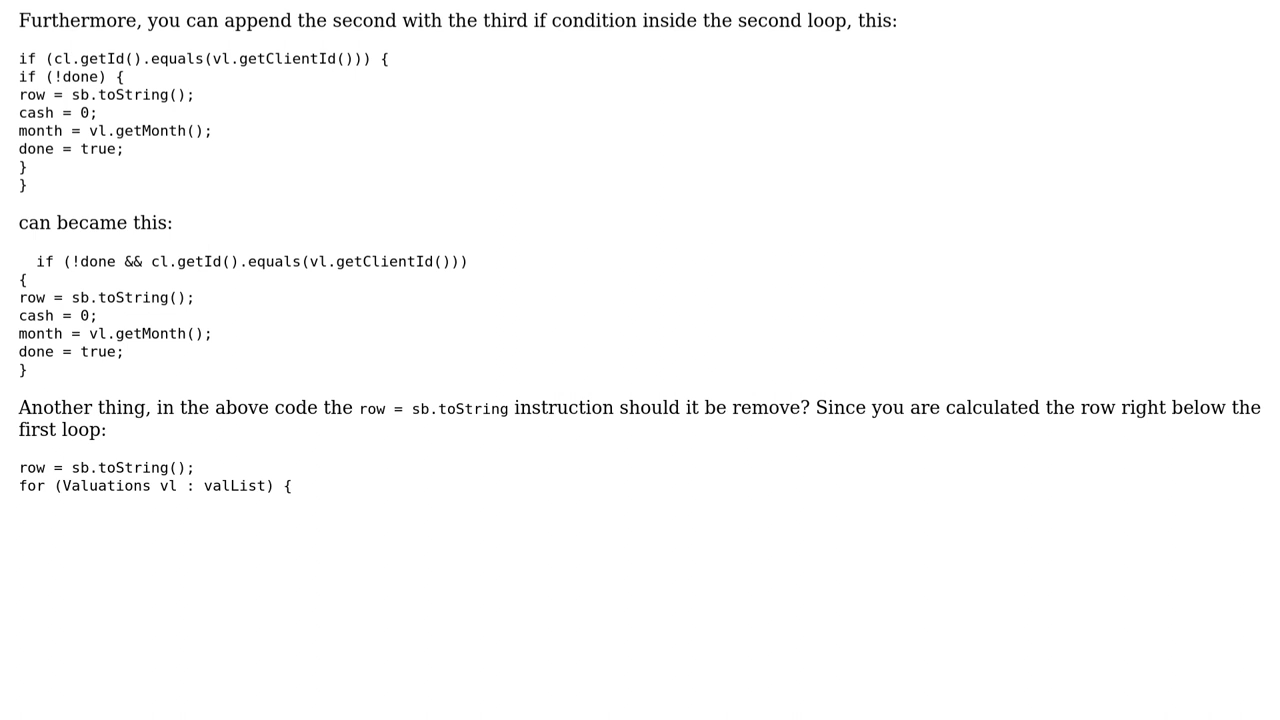 Furthermore, you can append the second with the third if condition inside the second loop, this:
if (cl.getId().equals(vl.getClientId())) {
if (!done) {
row = sb.toString();
cash = 0;
month = vl.getMonth();
done = true;
}
}
can became this:
if (!done && cl.getId().equals(vl.getClientId()))
{
row = sb.toString();
cash = 0;
month = vl.getMonth();
done = true;
}
Another thing, in the above code the row = sb.toString instruction should it be remove? Since you are calculated the row right below the
first loop:
row = sb.toString();
for (Valuations vl : valList) {